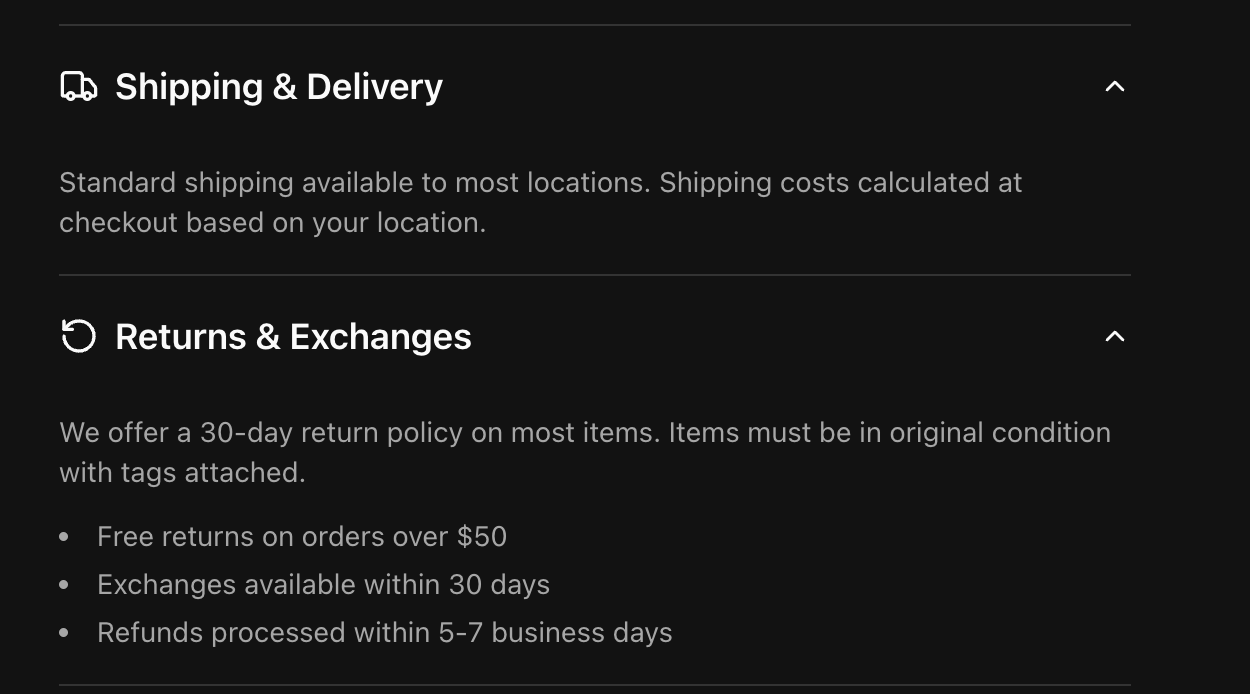 Shipping & Delivery
Standard shipping available to most locations. Shipping costs calculated at
checkout based on your location.
Returns & Exchanges
We offer a 30-day return policy on most items. Items must be in original condition
with tags attached.
• Free returns on orders over $50
• Exchanges available within 30 days
• Refunds processed within 5-7 business days